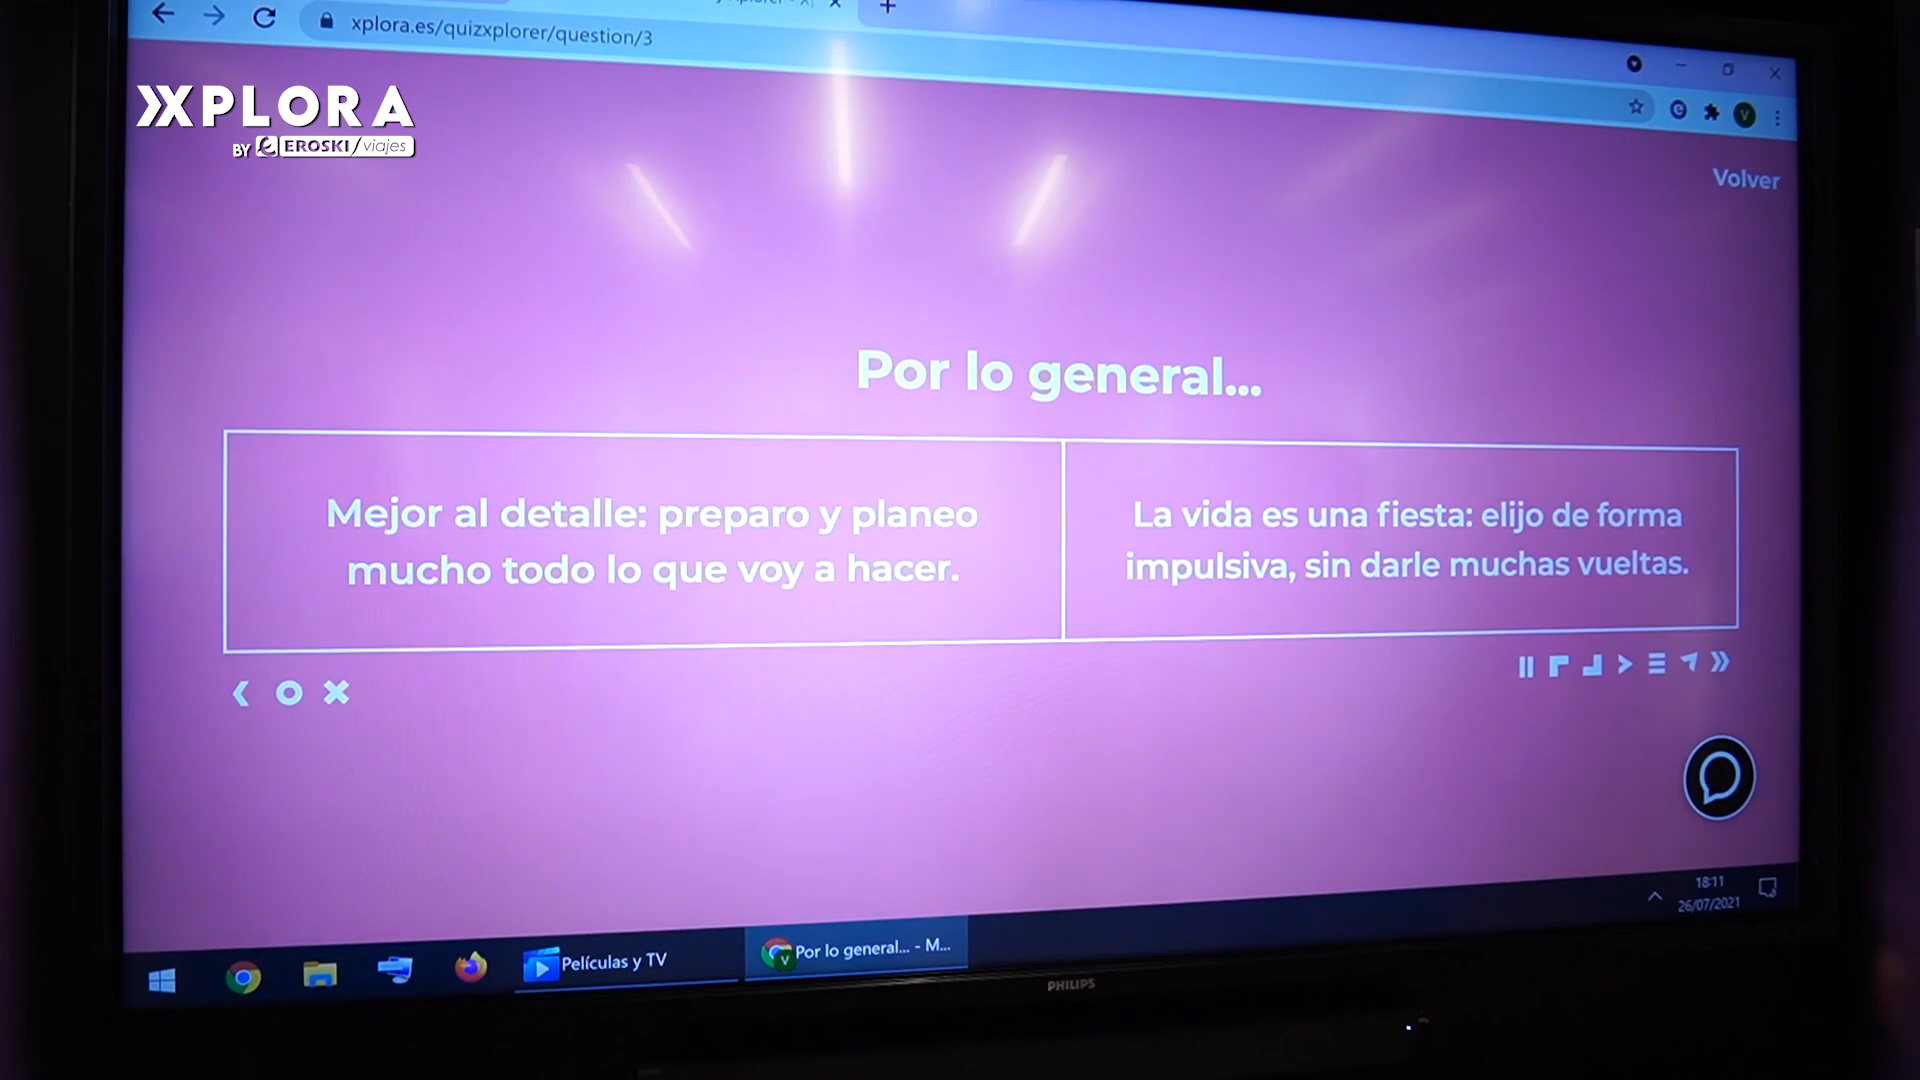 xplora.es/quizxplorer/question/3
XPLORA
BY EROSKI/viajes
V
Volver
Por lo general...
Mejor al detalle: preparo y planeo
mucho todo lo que voy a hacer.
La vida es una fiesta: elijo de forma
impulsiva, sin darle muchas vueltas.
18:11
26/07/2021
Películas y TV
V
Por lo general... - M...
PHILIPS